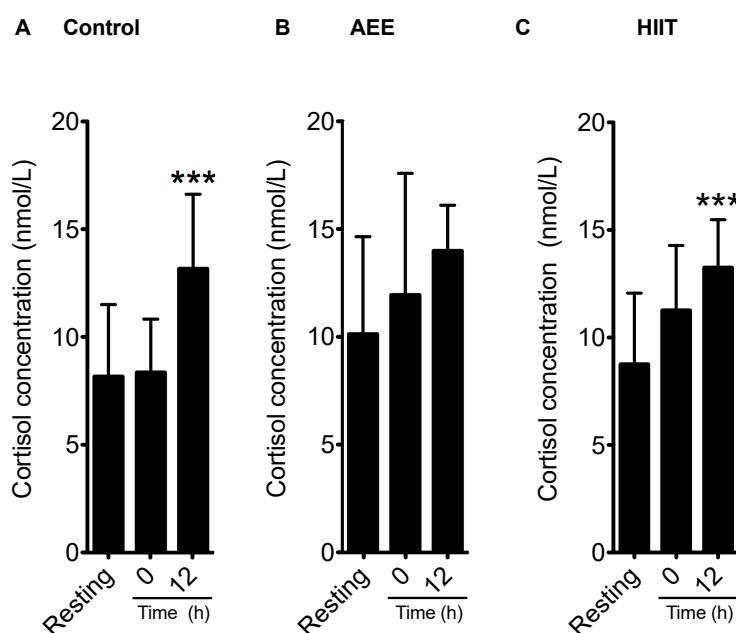 A Control
B AEE
C HIIT
Cortisol concentration (nmol/L)
20
15
10
5
0
***
Resting
0
12
Time (h)
Cortisol concentration (nmol/L)
20
15
10
5
0
Resting
0
12
Time (h)
Cortisol concentration (nmol/L)
20
15
10
5
0
***
Resting
0
12
Time (h)